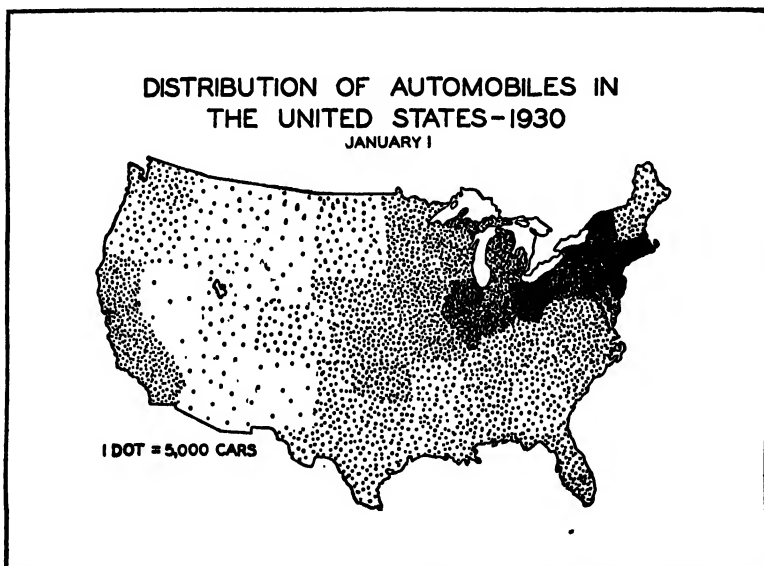 DISTRIBUTION OF AUTOMOBILES IN
THE UNITED STATES-1930
JANUARY 1
1 DOT = 5,000 CARS